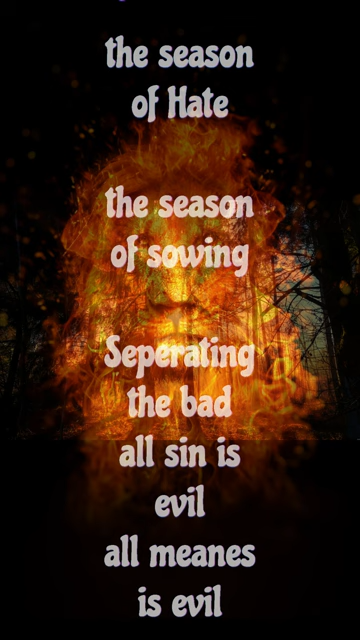 the season
of Hate
the season
of sowing
Seperating
the bad
all sin is
evil
all meanes
is evil